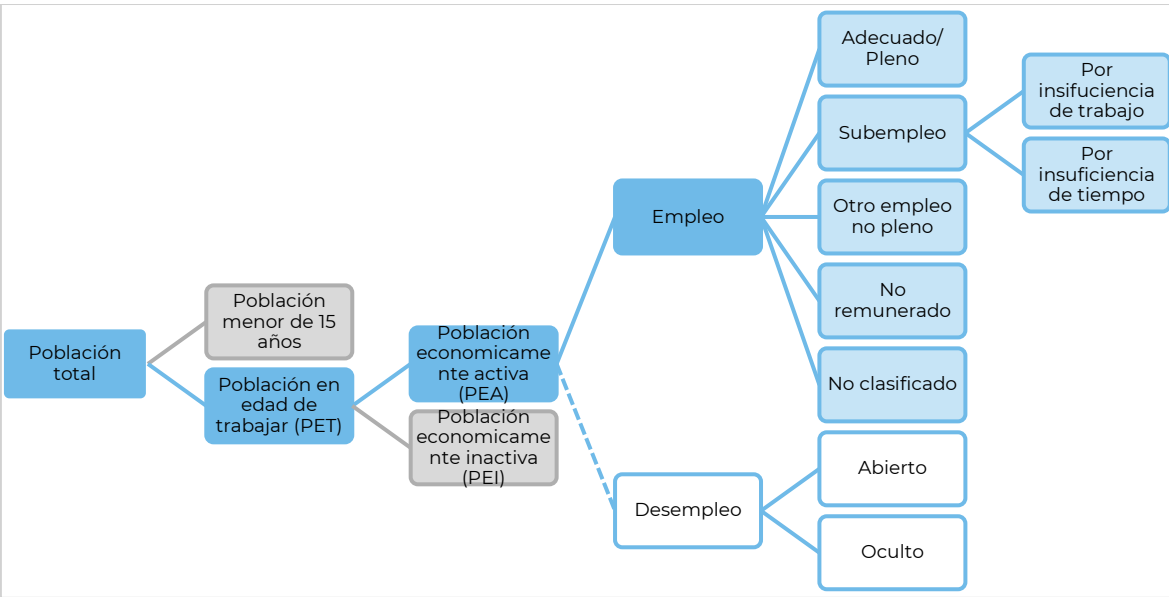 Población
total
Población
menor de 15
años
Población en
edad de
trabajar (PET)
Población
economicame
nte activa
(PEA)
Población
economicame
nte inactiva
(PEI)
Empleo
Desempleo
Adecuado/
Pleno
Subempleo
Otro empleo
no pleno
No
remunerado
No clasificado
Abierto
Oculto
Por
insifuciencia
de trabajo
Por
insuficiencia
de tiempo